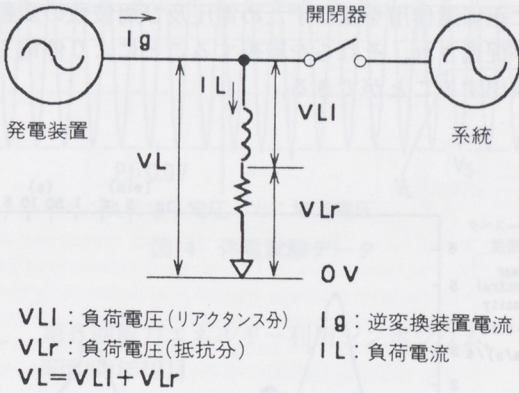 開閉器
Ig
IL
発電装置
系統
VL
VLl
VLr
0V
VLl：負荷電圧(リアクタンス分)
VLr：負荷電圧(抵抗分)
VL=VLl+VLr
Ig：逆変換装置電流
IL：負荷電流